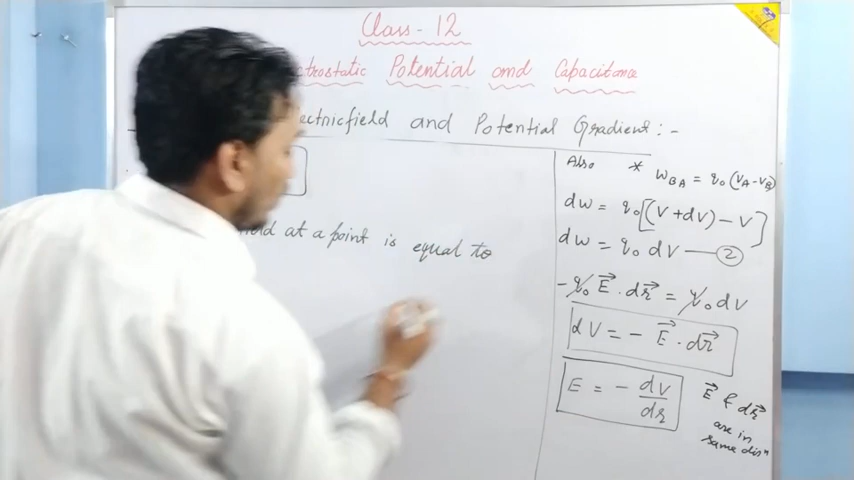 Class - 12
ctrostatic Potential and Capacitance
ectricfield and Potential Gradient : -
ield at a point is equal to
Also * W_BA = q₀ (V_A - V_B)
dw = q₀ [(V + dV) - V]
dw = q₀ dV — ②
- q₀ E⃗ . dr⃗ = q₀ dV
dV = - E⃗ . dr⃗
E = - dV/dr
E⃗ & dr⃗
are in
same dirⁿ